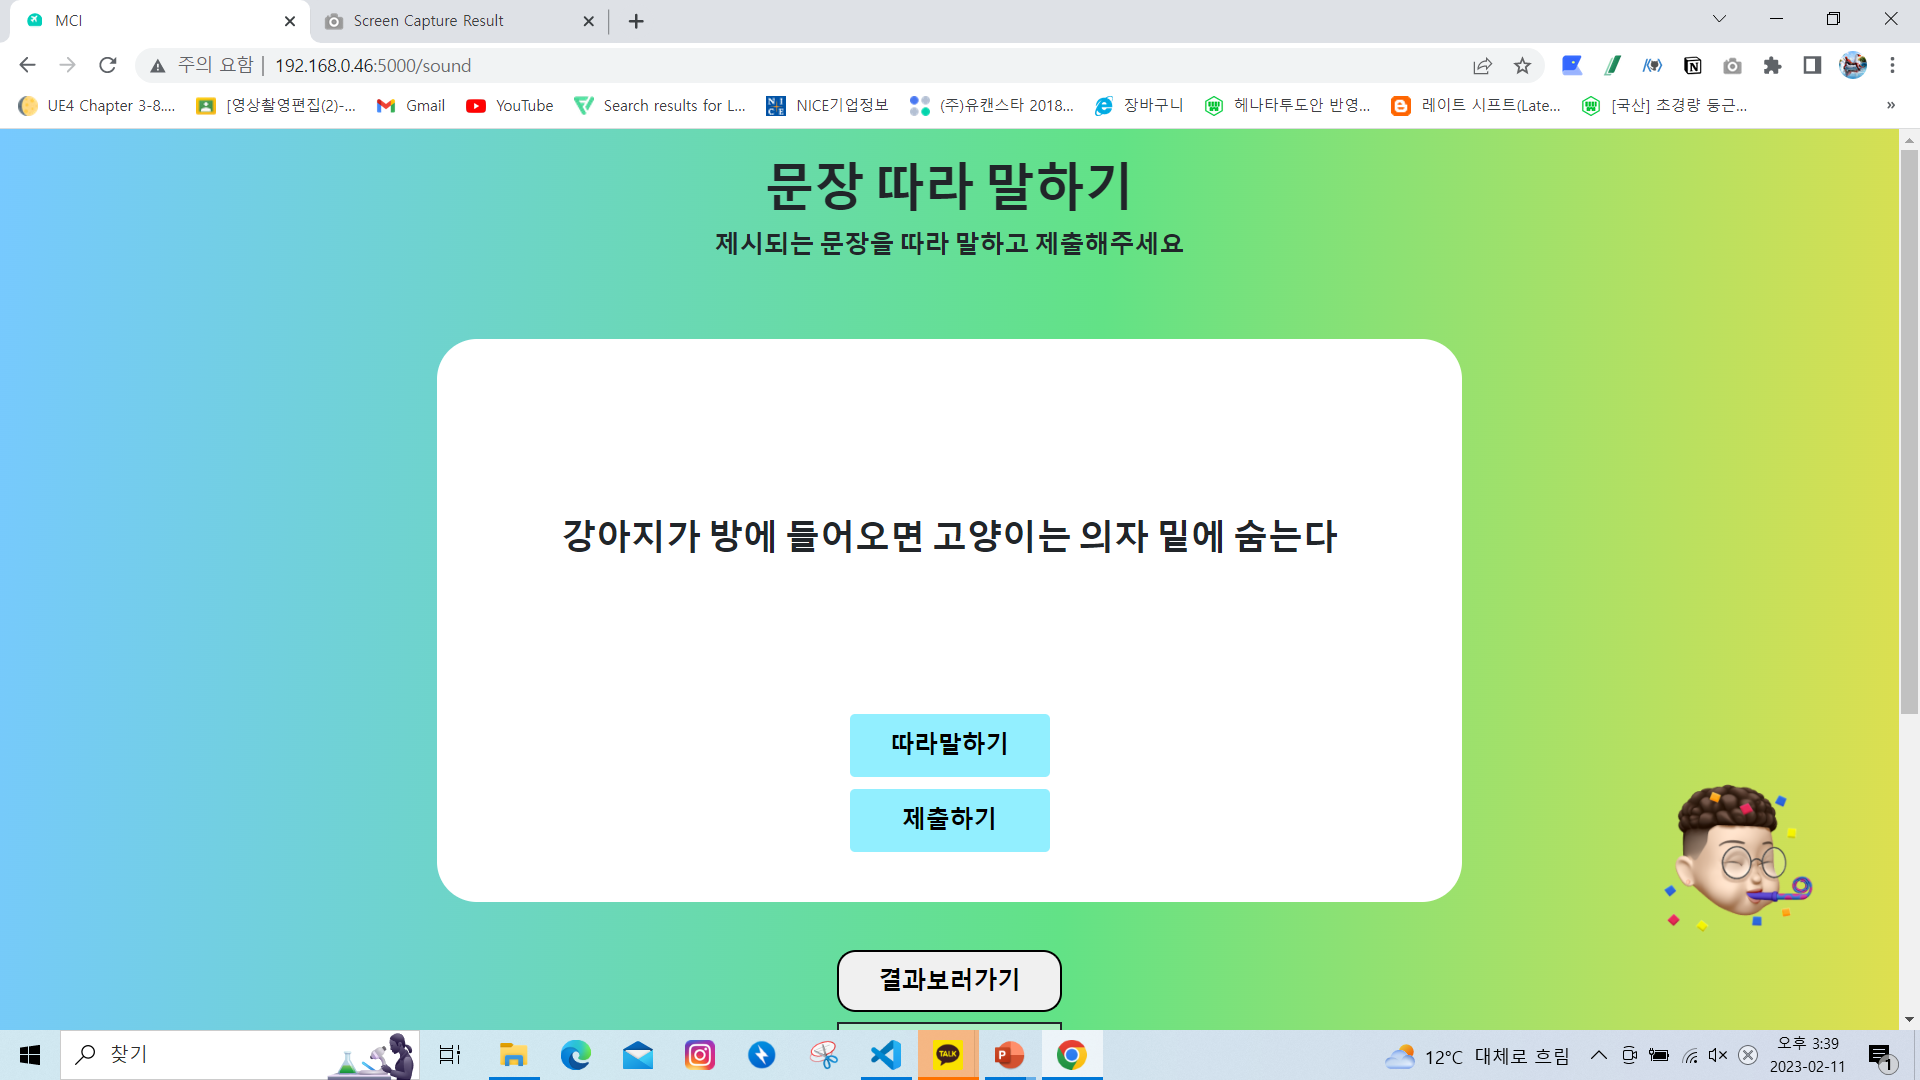 MCI
Screen Capture Result
주의 요함 | 192.168.0.46:5000/sound
UE4 Chapter 3-8.... [영상촬영편집(2)-... Gmail YouTube Search results for L... NICE기업정보 (주)유캔스타 2018... 장바구니 헤나타투도안 반영... 레이트 시프트(Late... [국산] 초경량 둥근... »
문장 따라 말하기
제시되는 문장을 따라 말하고 제출해주세요
강아지가 방에 들어오면 고양이는 의자 밑에 숨는다
따라말하기
제출하기
결과보러가기
찾기
TALK
12°C 대체로 흐림
오후 3:39
2023-02-11
1